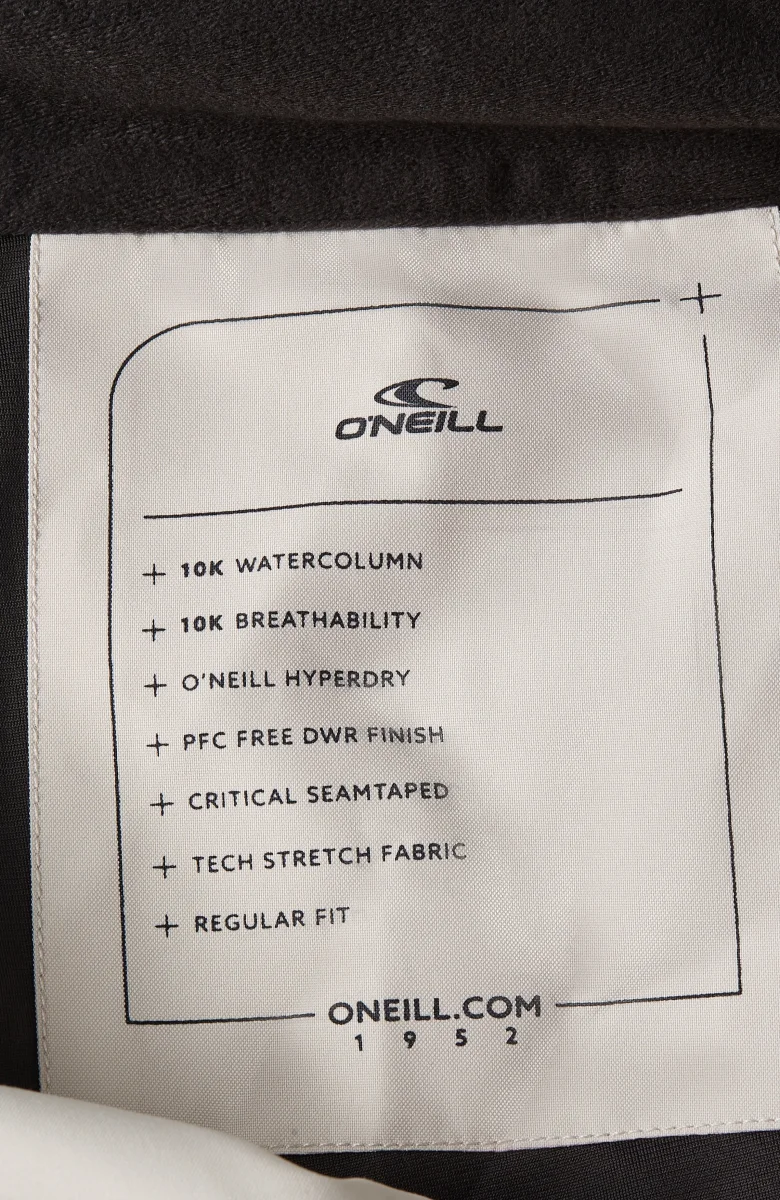 O'NEILL
+ 10K WATERCOLUMN
+ 10K BREATHABILITY
+ O'NEILL HYPERDRY
+ PFC FREE DWR FINISH
+ CRITICAL SEAMTAPED
+ TECH STRETCH FABRIC
+ REGULAR FIT
ONEILL.COM
1 9 5 2